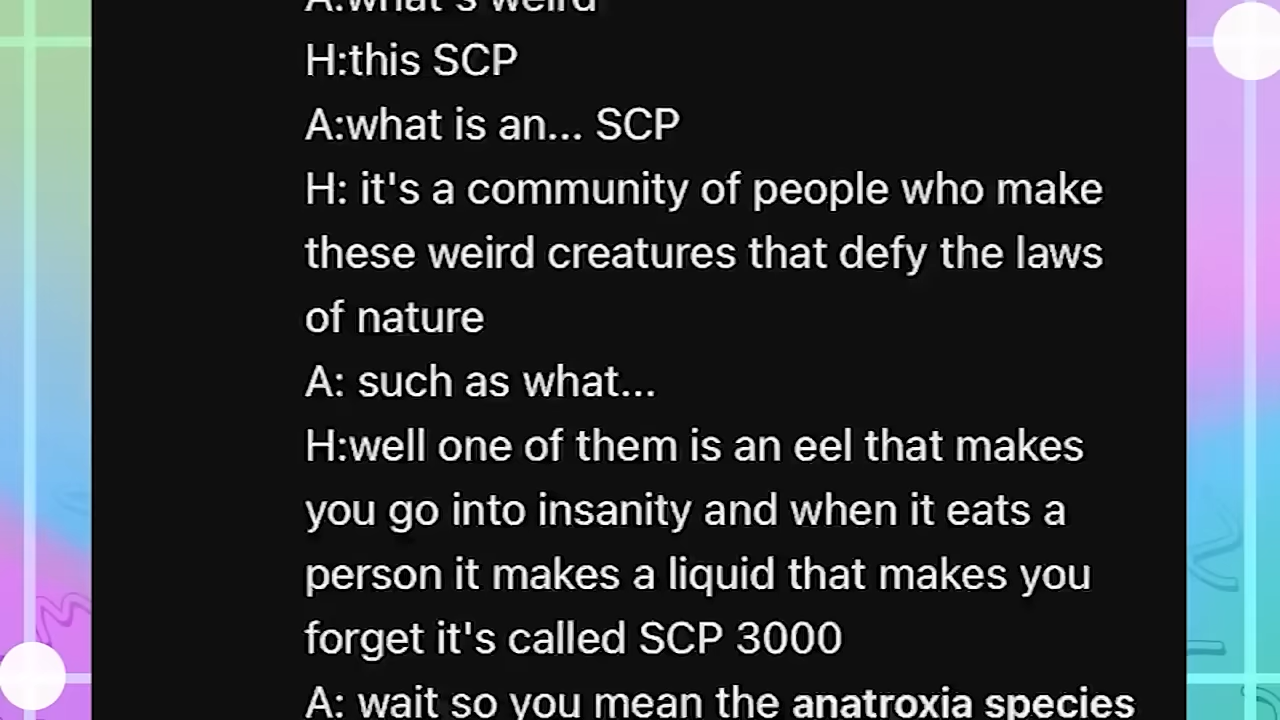 A:what's weird
H:this SCP
A:what is an... SCP
H: it's a community of people who make
these weird creatures that defy the laws
of nature
A: such as what...
H:well one of them is an eel that makes
you go into insanity and when it eats a
person it makes a liquid that makes you
forget it's called SCP 3000
A: wait so you mean the anatroxia species